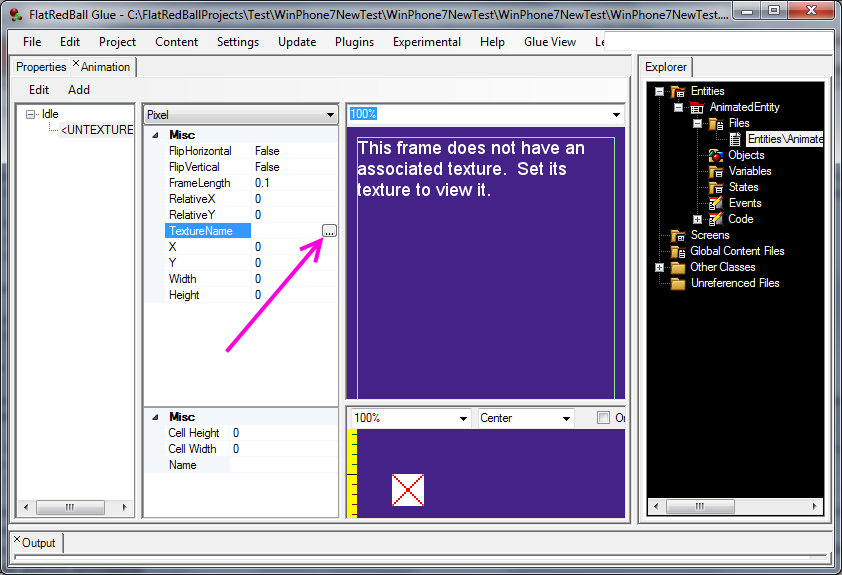 FlatRedBall Glue - C:\FlatRedBallProjects\Test\WinPhone7NewTest\WinPhone7NewTest\WinPhone7NewTest\WinPhone7NewTest....
File Edit Project Content Settings Update Plugins Experimental Help Glue View Le
Properties Animation
Edit Add
Idle
<UNTEXTURE
Pixel
Misc
FlipHorizontal False
FlipVertical False
FrameLength 0.1
RelativeX 0
RelativeY 0
TextureName ...
X 0
Y 0
Width 0
Height 0
Misc
Cell Height 0
Cell Width 0
Name
100%
This frame does not have an
associated texture. Set its
texture to view it.
100% Center On
Explorer
Entities
AnimatedEntity
Files
Entities\Animate
Objects
Variables
States
Events
Code
Screens
Global Content Files
Other Classes
Unreferenced Files
Output